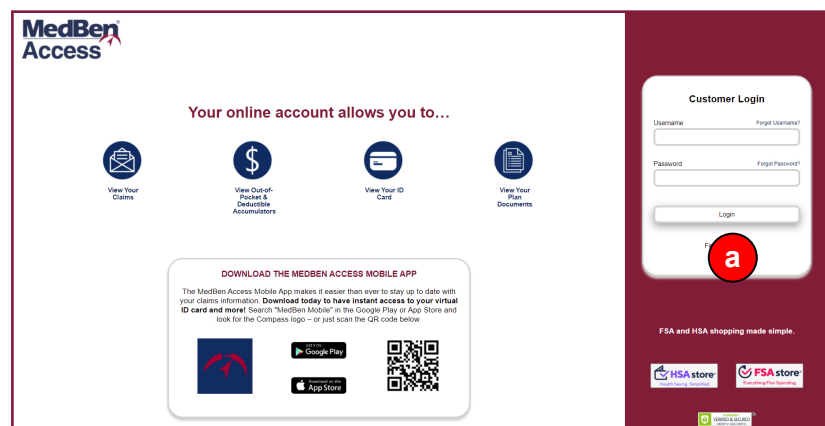 MedBen
Access
Your online account allows you to…
View Your
Claims
View Out-of-
Pocket &
Deductible
Accumulators
View Your ID
Card
View Your
Plan
Documents
DOWNLOAD THE MEDBEN ACCESS MOBILE APP
The MedBen Access Mobile App makes it easier than ever to stay up to date with
your claims information. Download today to have instant access to your virtual
ID card and more! Search "MedBen Mobile" in the Google Play or App Store and
look for the Compass logo – or just scan the QR code below.
GET IT ON
Google Play
Download on the
App Store
Customer Login
Username Forgot Username?
Password Forgot Password?
Login
a
FSA and HSA shopping made simple.
HSA store
Health Saving, Simplified.
FSA store
Everything Flex Spending
VERIFIED & SECURED